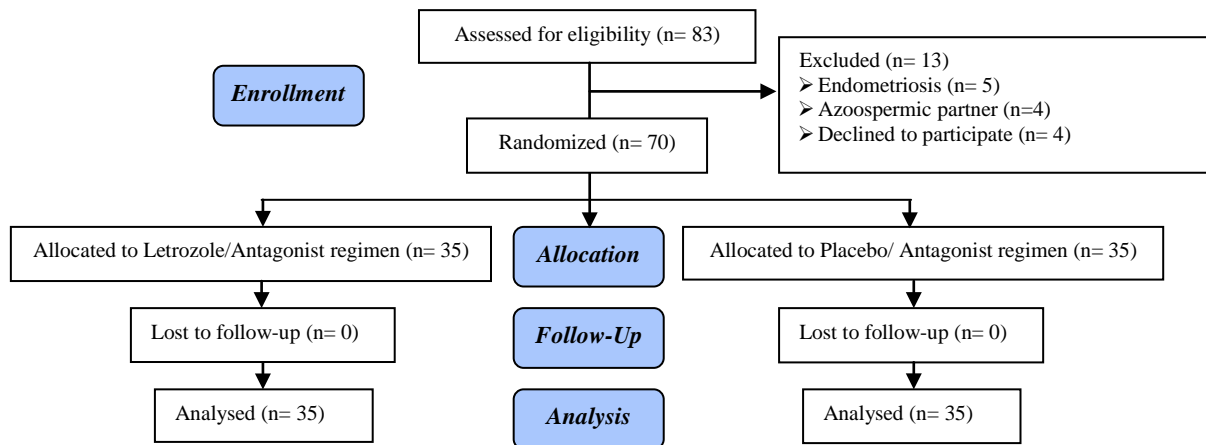 Assessed for eligibility (n= 83)
Excluded (n= 13)
➢ Endometriosis (n= 5)
➢ Azoospermic partner (n=4)
➢ Declined to participate (n= 4)
Enrollment
Randomized (n= 70)
Allocated to Letrozole/Antagonist regimen (n= 35)
Allocation
Allocated to Placebo/ Antagonist regimen (n= 35)
Lost to follow-up (n= 0)
Follow-Up
Lost to follow-up (n= 0)
Analysed (n= 35)
Analysis
Analysed (n= 35)